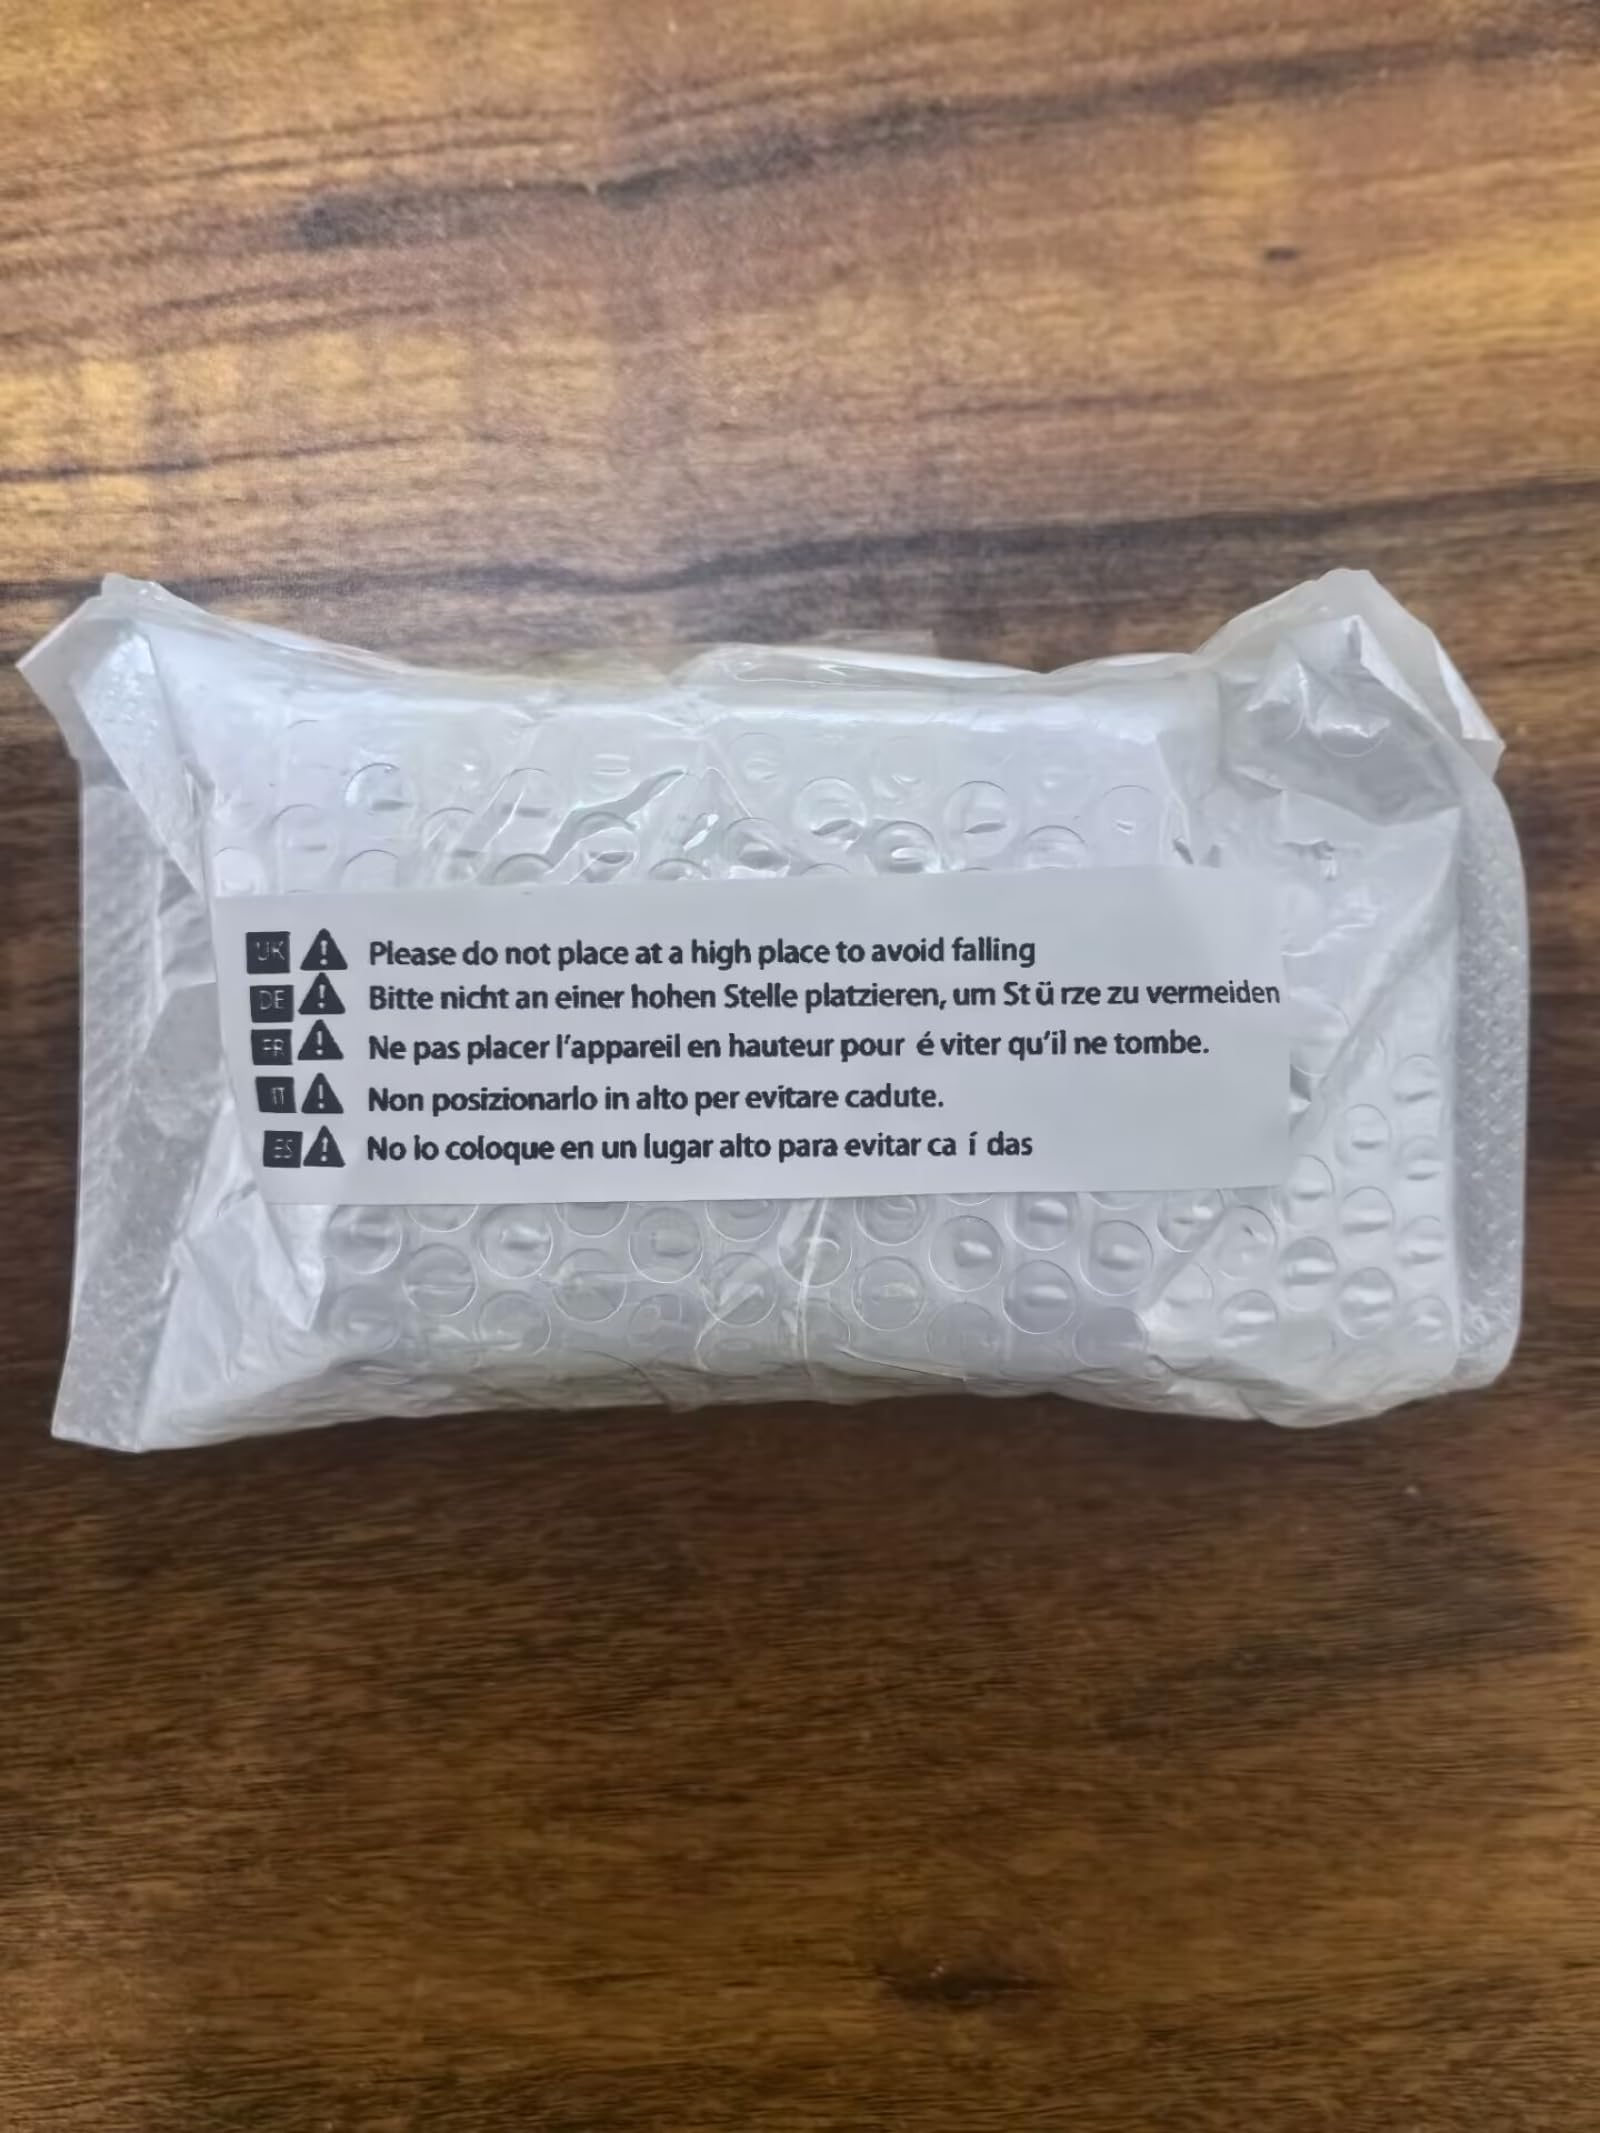 UK Please do not place at a high place to avoid falling
DE Bitte nicht an einer hohen Stelle platzieren, um St ü rze zu vermeiden
FR Ne pas placer l'appareil en hauteur pour é viter qu'il ne tombe.
IT Non posizionarlo in alto per evitare cadute.
ES No lo coloque en un lugar alto para evitar ca í das